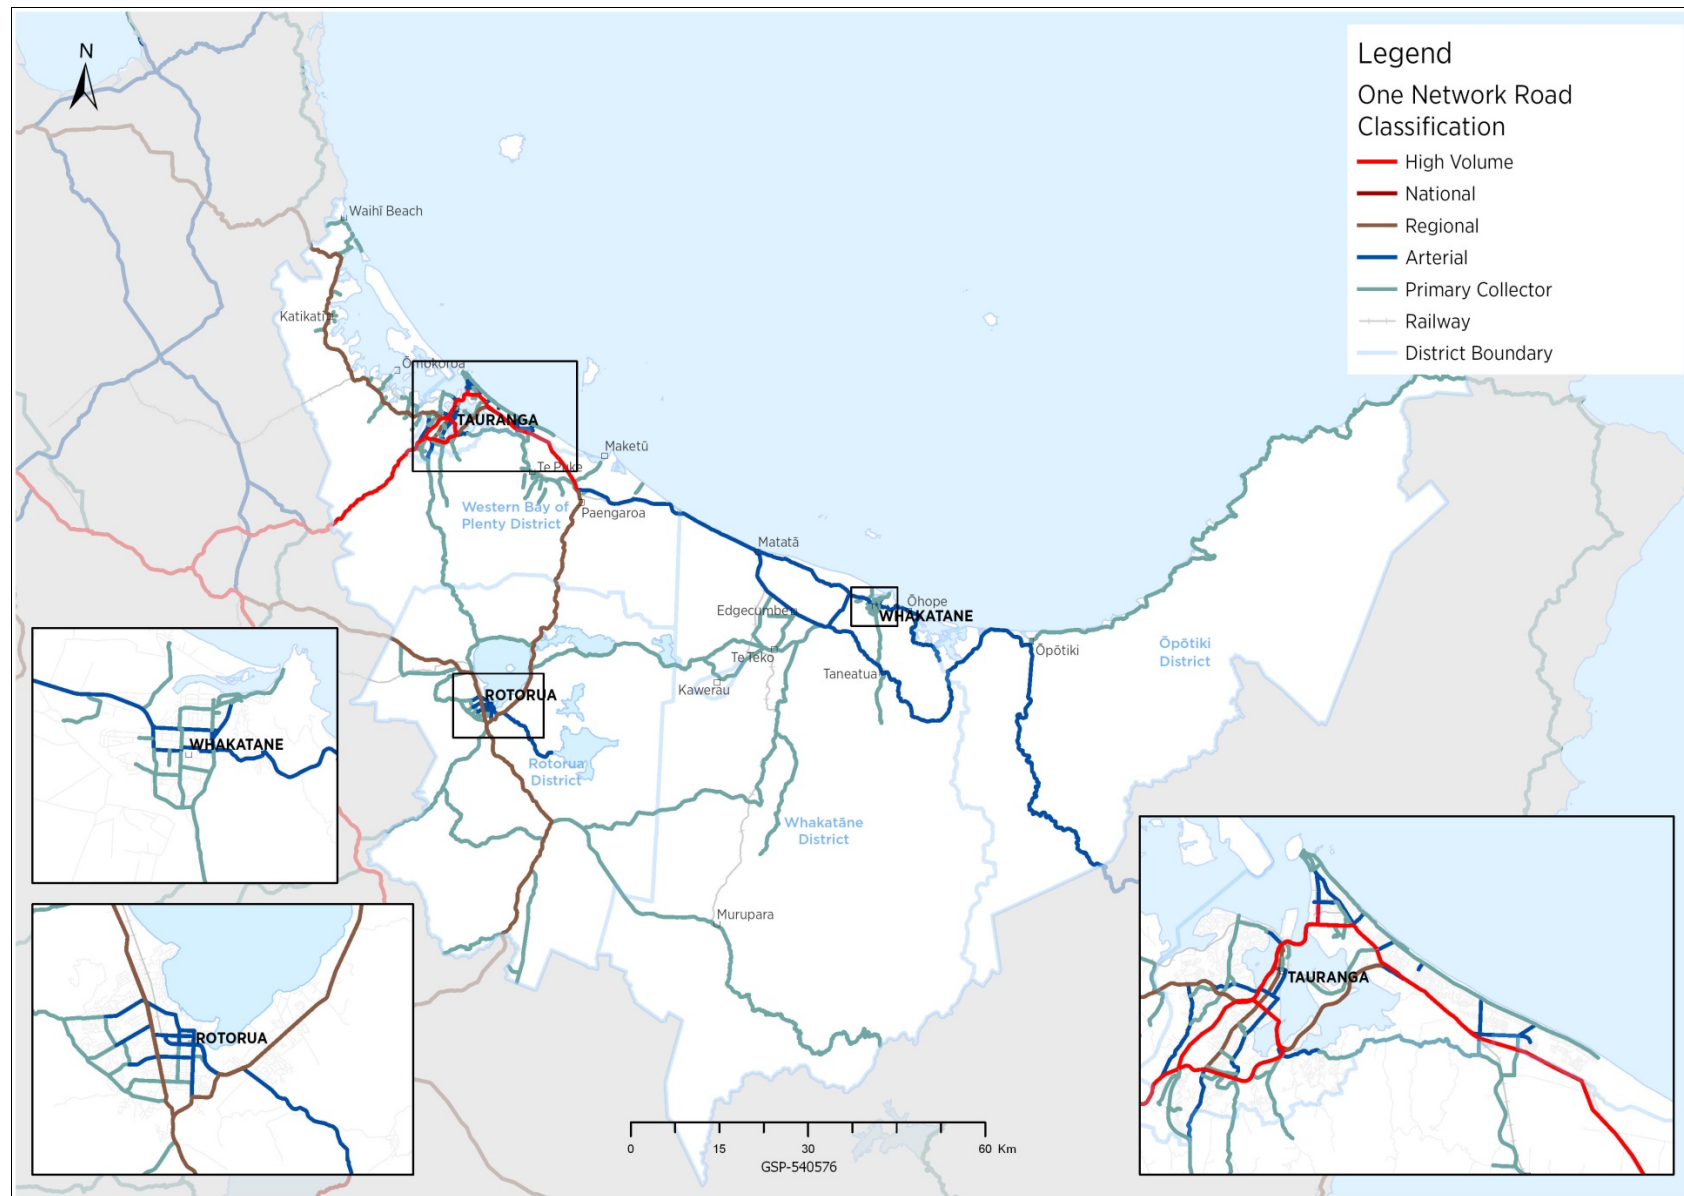 N
Legend
One Network Road
Classification
High Volume
National
Regional
Arterial
Primary Collector
Railway
District Boundary
Waihī Beach
Katikati
Ōmokoroa
TAURANGA
Maketū
Te Puke
Western Bay of
Plenty District
Paengaroa
Matatā
Edgecumbe
Ōhope
WHAKATANE
Te Teko
Taneatua
Ōpōtiki
Ōpōtiki
District
Kawerau
ROTORUA
Rotorua
District
WHAKATANE
Whakatāne
District
Murupara
ROTORUA
TAURANGA
0 15 30 60 Km
GSP-540576